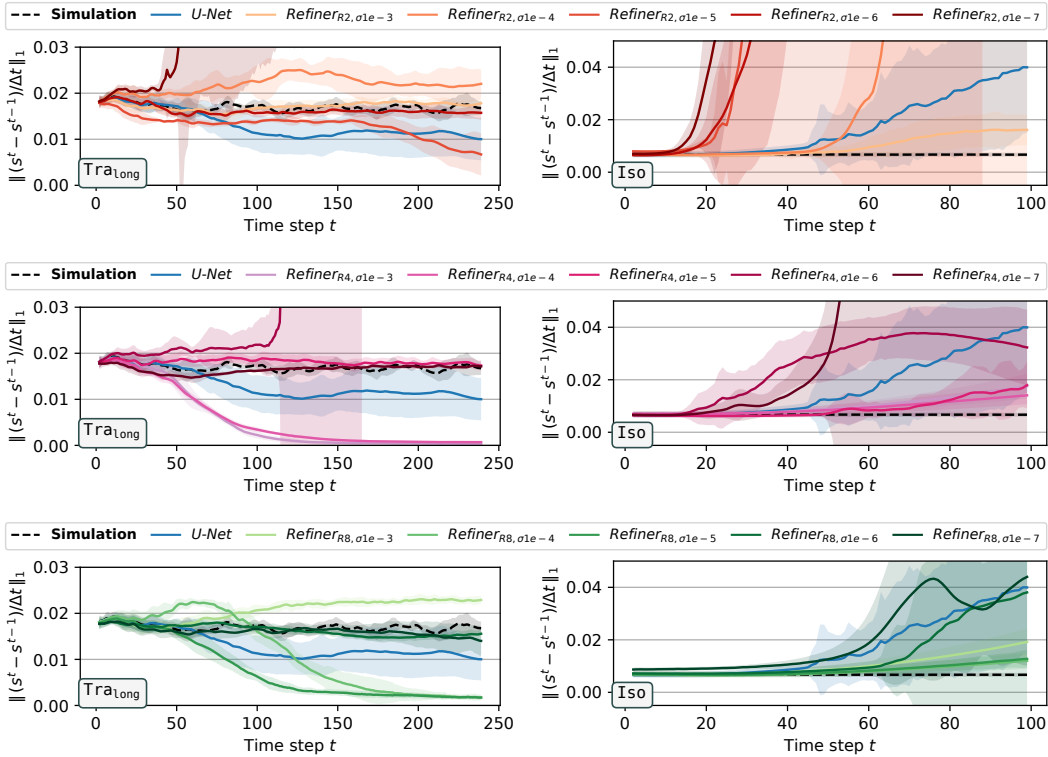 Simulation U-Net Refiner_{R2,σ1e−3} Refiner_{R2,σ1e−4} Refiner_{R2,σ1e−5} Refiner_{R2,σ1e−6} Refiner_{R2,σ1e−7}
‖ (s^t − s^{t−1})/Δt ‖_1
0.03
0.02
0.01
0.00
Tra_long
0 50 100 150 200 250
Time step t
‖ (s^t − s^{t−1})/Δt ‖_1
0.04
0.02
0.00
Iso
0 20 40 60 80 100
Time step t
Simulation U-Net Refiner_{R4,σ1e−3} Refiner_{R4,σ1e−4} Refiner_{R4,σ1e−5} Refiner_{R4,σ1e−6} Refiner_{R4,σ1e−7}
‖ (s^t − s^{t−1})/Δt ‖_1
0.03
0.02
0.01
0.00
Tra_long
0 50 100 150 200 250
Time step t
‖ (s^t − s^{t−1})/Δt ‖_1
0.04
0.02
0.00
Iso
0 20 40 60 80 100
Time step t
Simulation U-Net Refiner_{R8,σ1e−3} Refiner_{R8,σ1e−4} Refiner_{R8,σ1e−5} Refiner_{R8,σ1e−6} Refiner_{R8,σ1e−7}
‖ (s^t − s^{t−1})/Δt ‖_1
0.03
0.02
0.01
0.00
Tra_long
0 50 100 150 200 250
Time step t
‖ (s^t − s^{t−1})/Δt ‖_1
0.04
0.02
0.00
Iso
0 20 40 60 80 100
Time step t